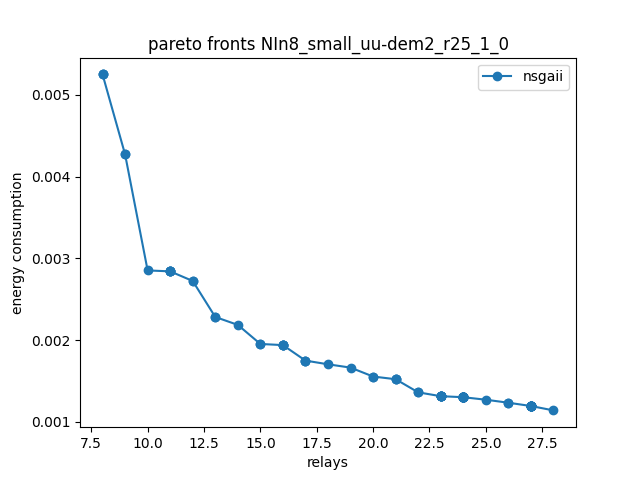 pareto fronts NIn8_small_uu-dem2_r25_1_0
nsgaii
0.005
0.004
0.003
0.002
0.001
energy consumption
7.5 10.0 12.5 15.0 17.5 20.0 22.5 25.0 27.5
relays